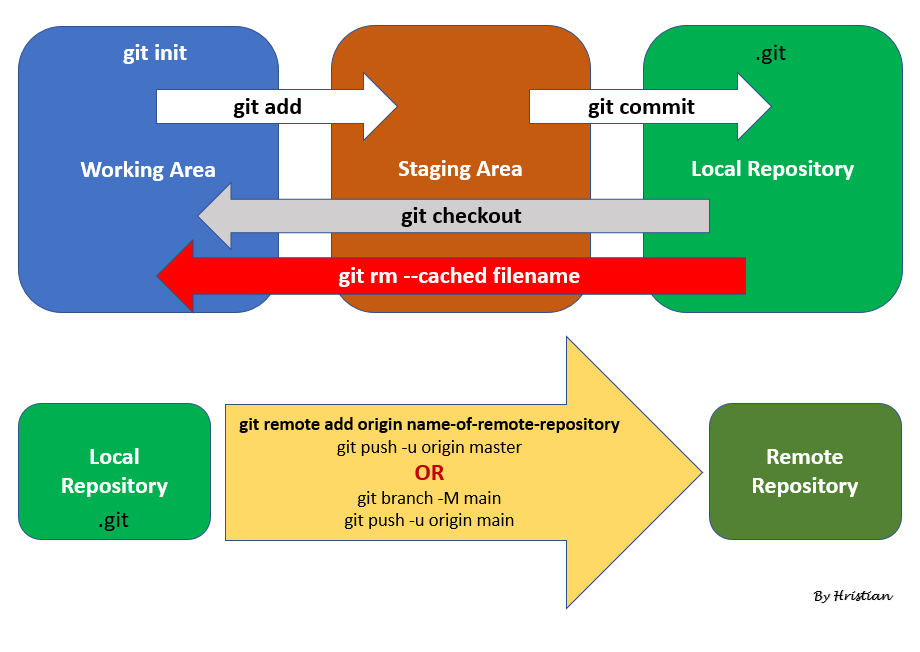 git init
.git
git add
git commit
Working Area
Staging Area
Local Repository
git checkout
git rm --cached filename
git remote add origin name-of-remote-repository
git push -u origin master
OR
git branch -M main
git push -u origin main
Local
Repository
.git
Remote
Repository
By Hristian